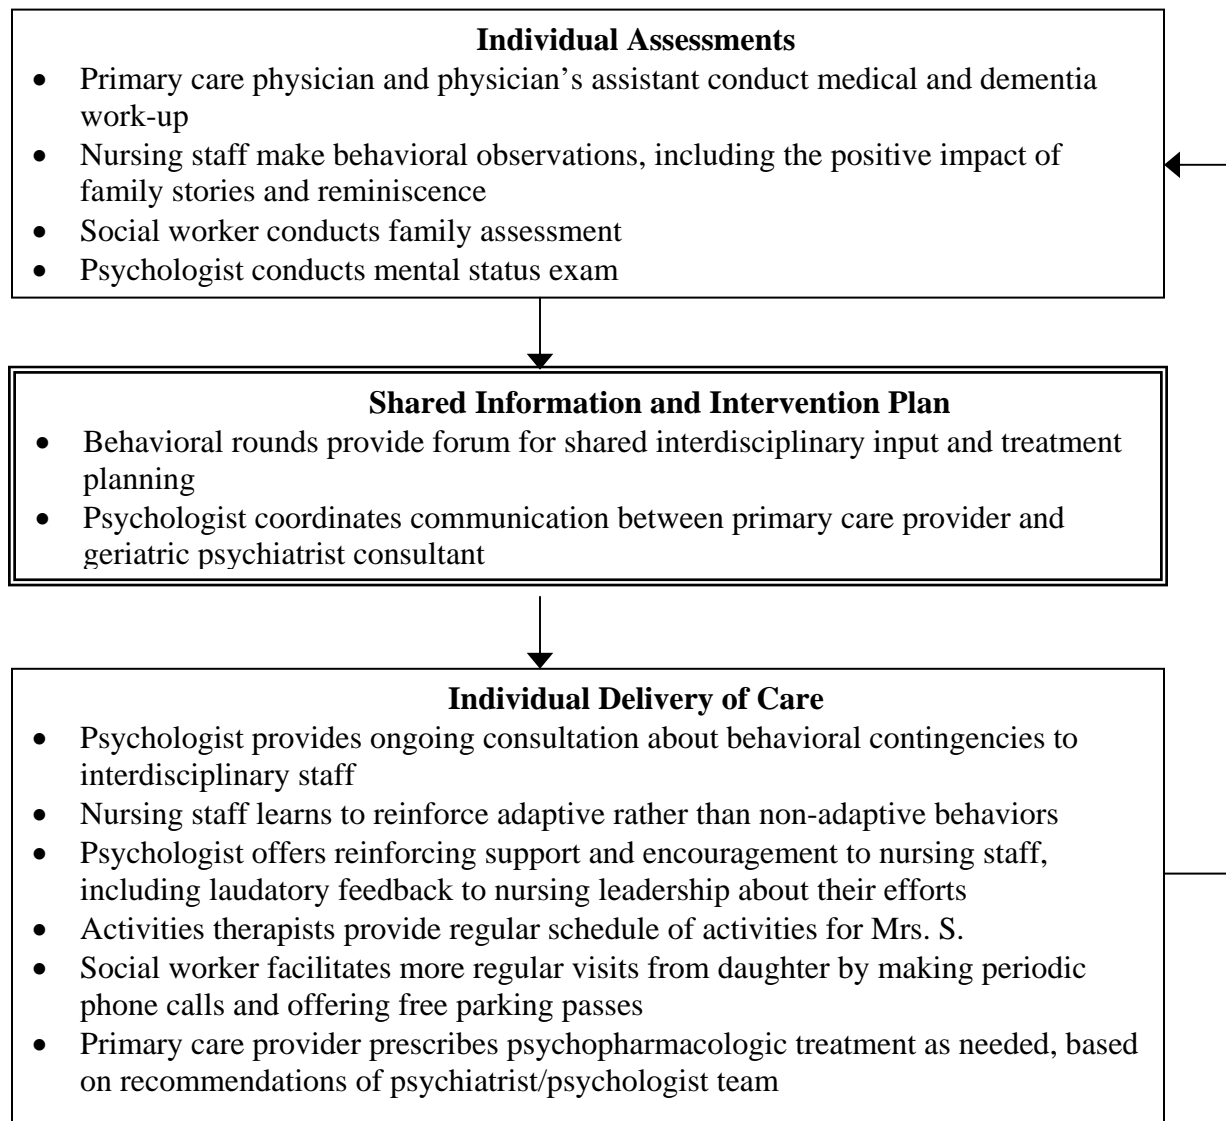 Individual Assessments
• Primary care physician and physician’s assistant conduct medical and dementia
work-up
• Nursing staff make behavioral observations, including the positive impact of
family stories and reminiscence
• Social worker conducts family assessment
• Psychologist conducts mental status exam
Shared Information and Intervention Plan
• Behavioral rounds provide forum for shared interdisciplinary input and treatment
planning
• Psychologist coordinates communication between primary care provider and
geriatric psychiatrist consultant
Individual Delivery of Care
• Psychologist provides ongoing consultation about behavioral contingencies to
interdisciplinary staff
• Nursing staff learns to reinforce adaptive rather than non-adaptive behaviors
• Psychologist offers reinforcing support and encouragement to nursing staff,
including laudatory feedback to nursing leadership about their efforts
• Activities therapists provide regular schedule of activities for Mrs. S.
• Social worker facilitates more regular visits from daughter by making periodic
phone calls and offering free parking passes
• Primary care provider prescribes psychopharmacologic treatment as needed, based
on recommendations of psychiatrist/psychologist team